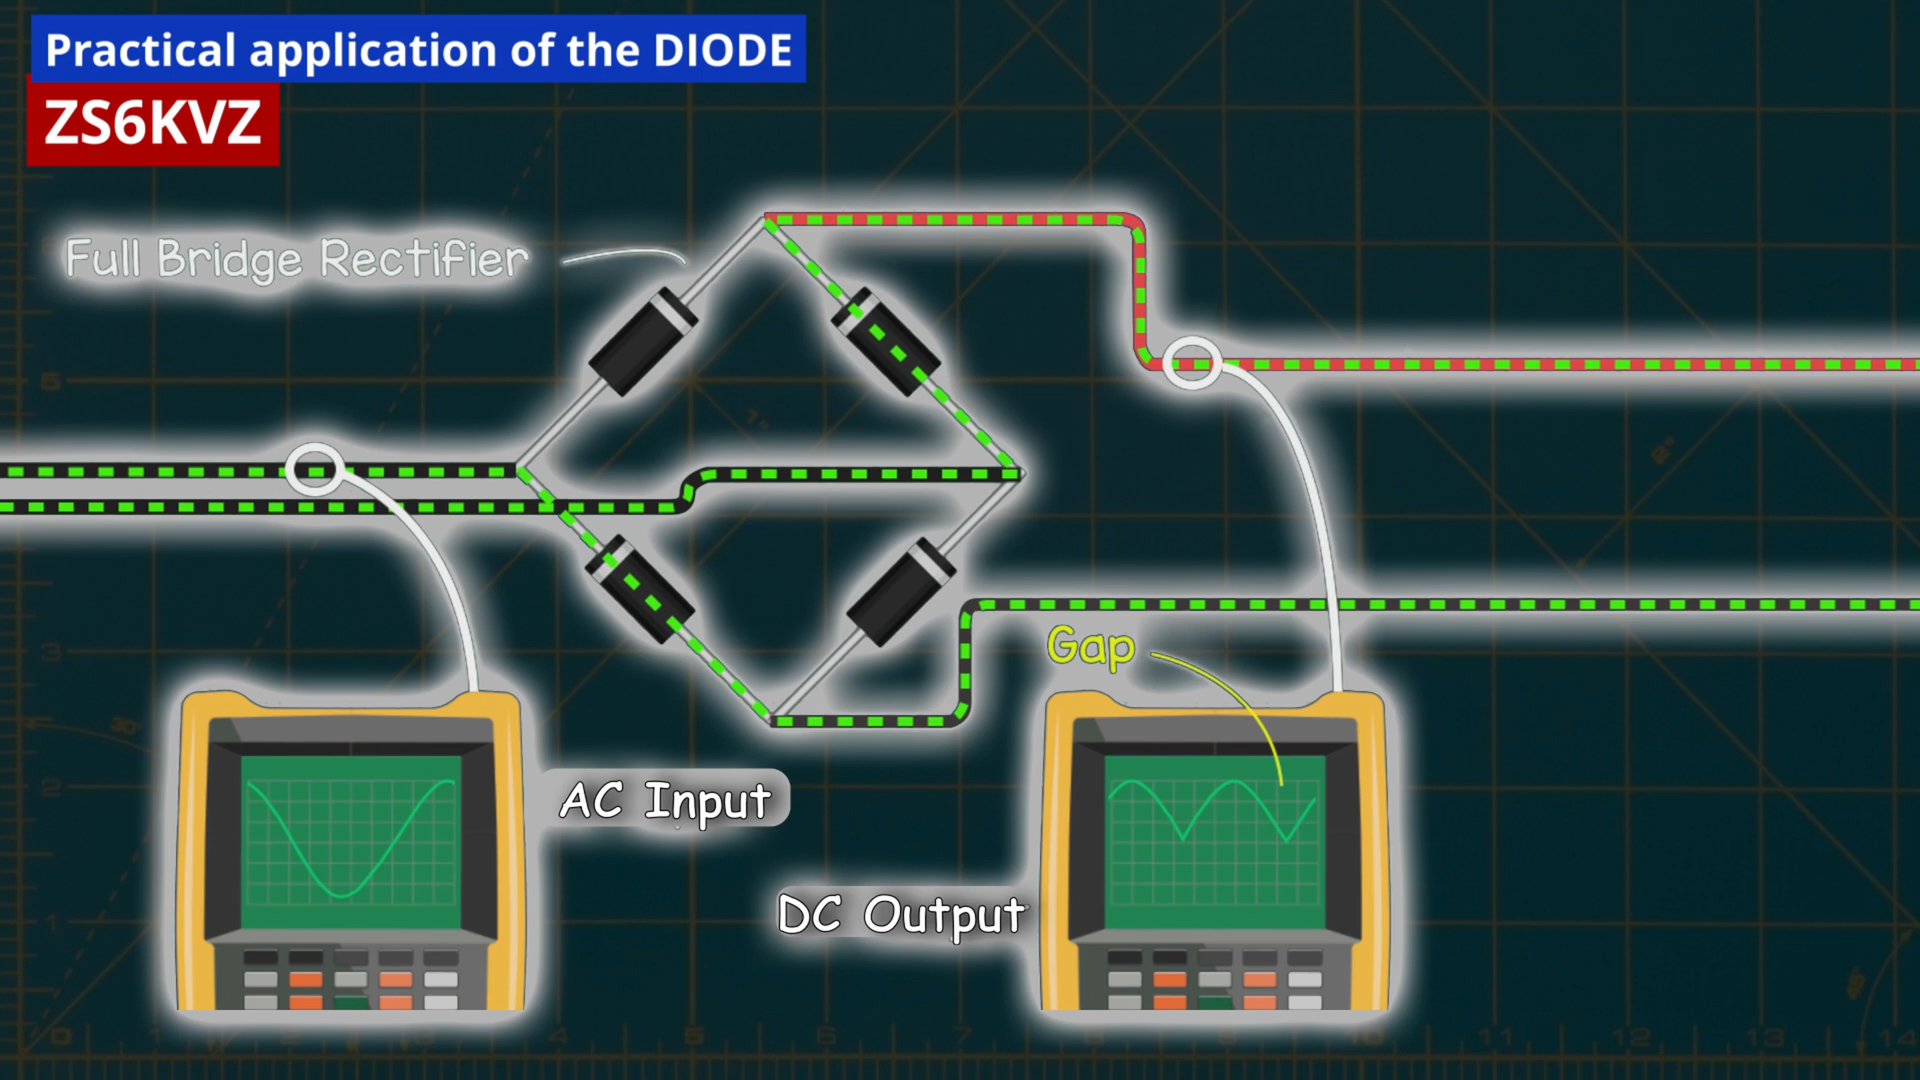 Practical application of the DIODE
ZS6KVZ
Full Bridge Rectifier
Gap
AC Input
DC Output